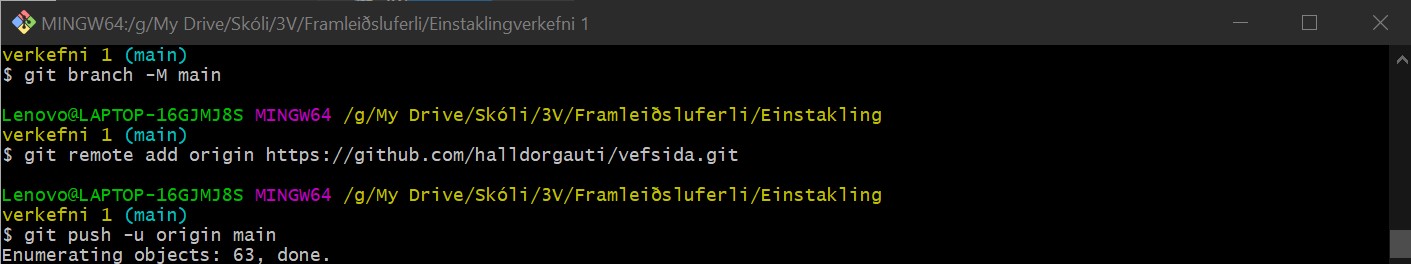 MINGW64:/g/My Drive/Skóli/3V/Framleiðsluferli/Einstaklingverkefni 1
verkefni 1 (main)
$ git branch -M main
Lenovo@LAPTOP-16GJMJ8S MINGW64 /g/My Drive/Skóli/3V/Framleiðsluferli/Einstakling
verkefni 1 (main)
$ git remote add origin https://github.com/halldorgauti/vefsida.git
Lenovo@LAPTOP-16GJMJ8S MINGW64 /g/My Drive/Skóli/3V/Framleiðsluferli/Einstakling
verkefni 1 (main)
$ git push -u origin main
Enumerating objects: 63, done.